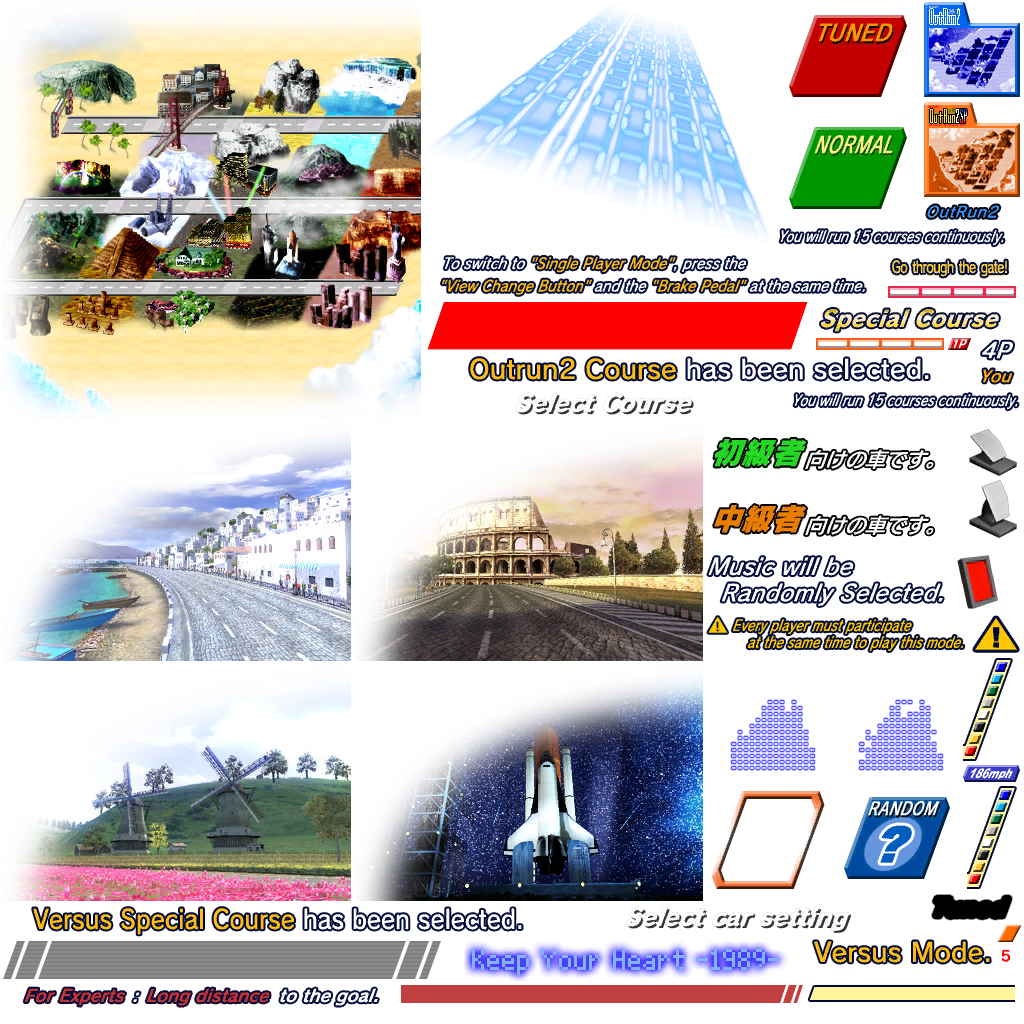 OutRun2
TUNED
OutRun2SP
NORMAL
OutRun2
You will run 15 courses continuously.
To switch to "Single Player Mode", press the
"View Change Button" and the "Brake Pedal" at the same time.
Go through the gate!
Special Course
1P
4P
Outrun2 Course has been selected.
You
Select Course
You will run 15 courses continuously.
初級者向けの車です。
中級者向けの車です。
Music will be
Randomly Selected.
Every player must participate
at the same time to play this mode.
186mph
RANDOM
?
Tuned
Versus Special Course has been selected.
Select car setting
Keep Your Heart -1989-
Versus Mode.
5
For Experts : Long distance to the goal.